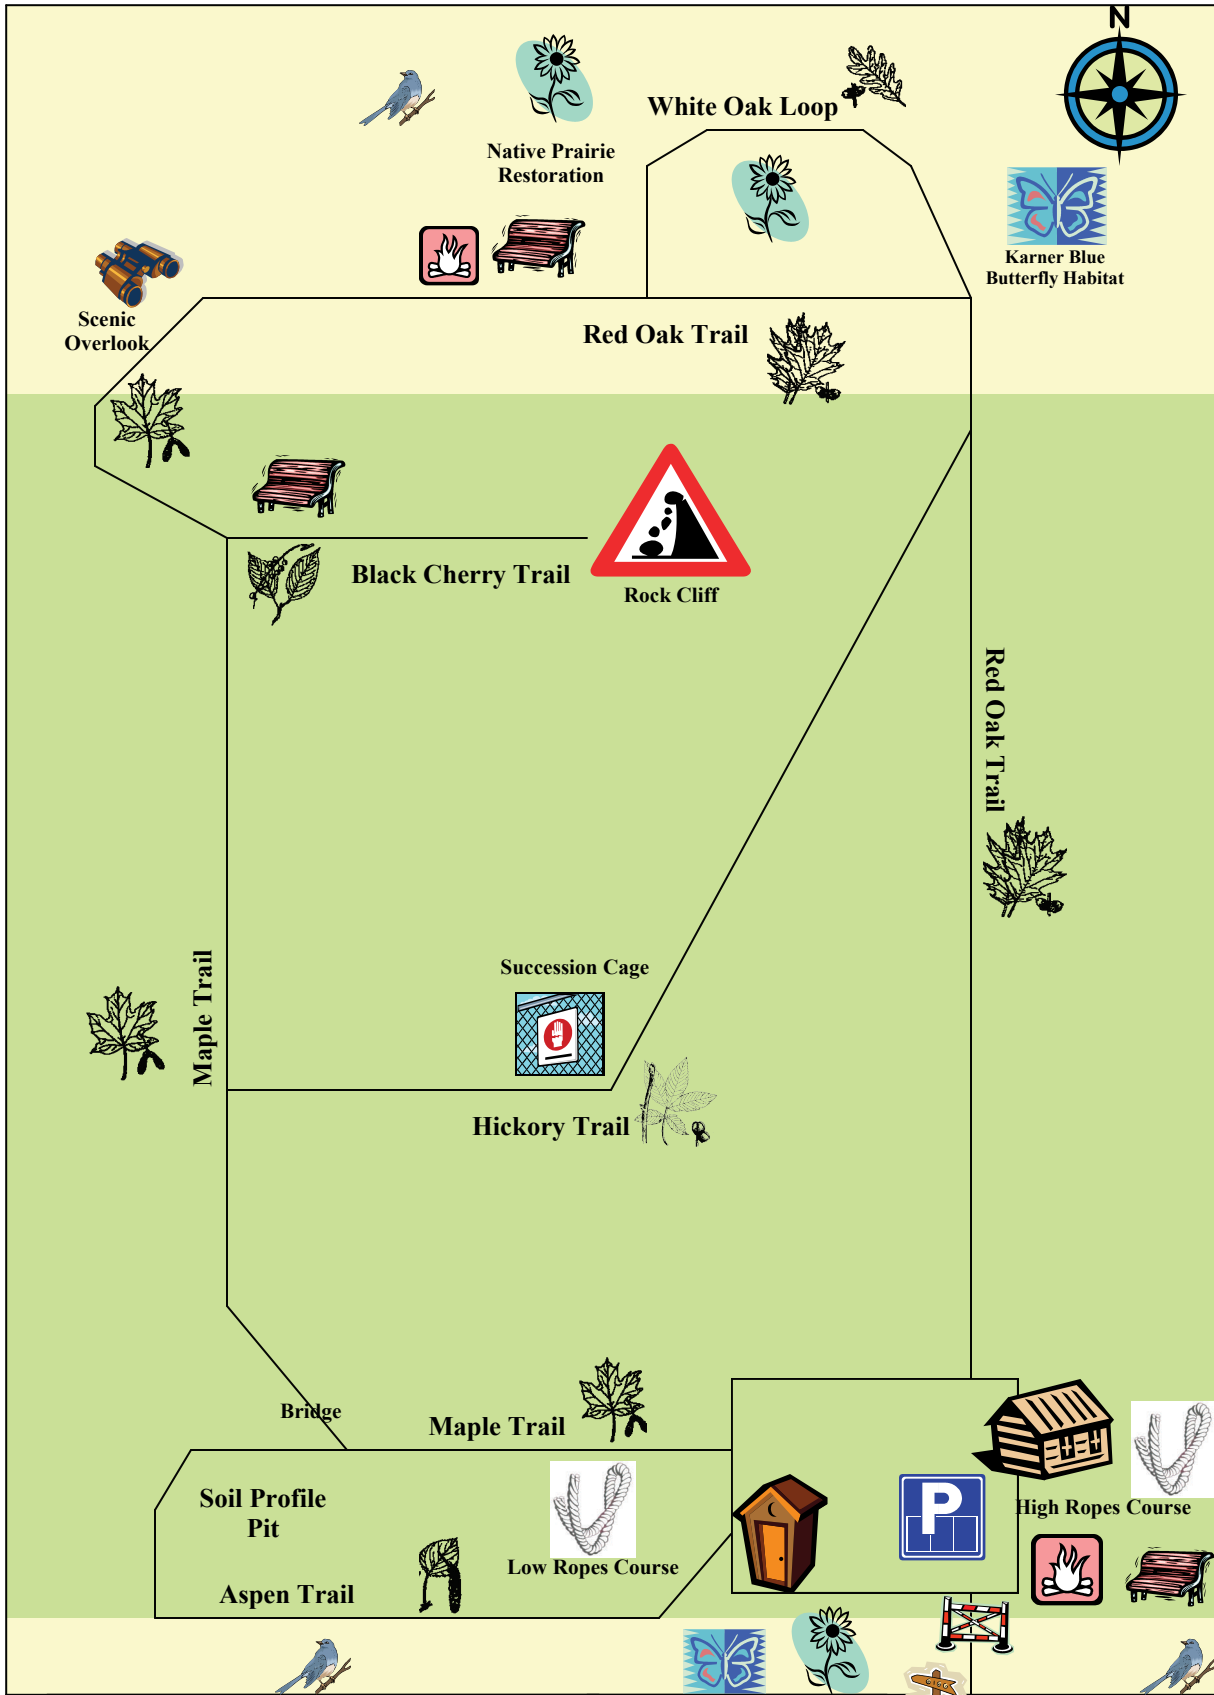 N
White Oak Loop
Native Prairie
Restoration
Karner Blue
Butterfly Habitat
Scenic
Overlook
Red Oak Trail
Black Cherry Trail
Rock Cliff
Red Oak Trail
Maple Trail
Succession Cage
Hickory Trail
Bridge
Maple Trail
Soil Profile
Pit
P
High Ropes Course
Low Ropes Course
Aspen Trail